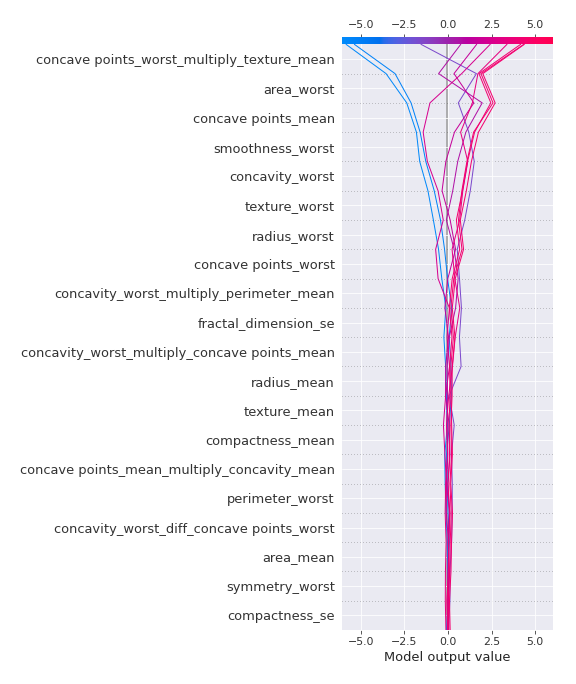 −5.0 −2.5 0.0 2.5 5.0
concave points_worst_multiply_texture_mean
area_worst
concave points_mean
smoothness_worst
concavity_worst
texture_worst
radius_worst
concave points_worst
concavity_worst_multiply_perimeter_mean
fractal_dimension_se
concavity_worst_multiply_concave points_mean
radius_mean
texture_mean
compactness_mean
concave points_mean_multiply_concavity_mean
perimeter_worst
concavity_worst_diff_concave points_worst
area_mean
symmetry_worst
compactness_se
−5.0 −2.5 0.0 2.5 5.0
Model output value